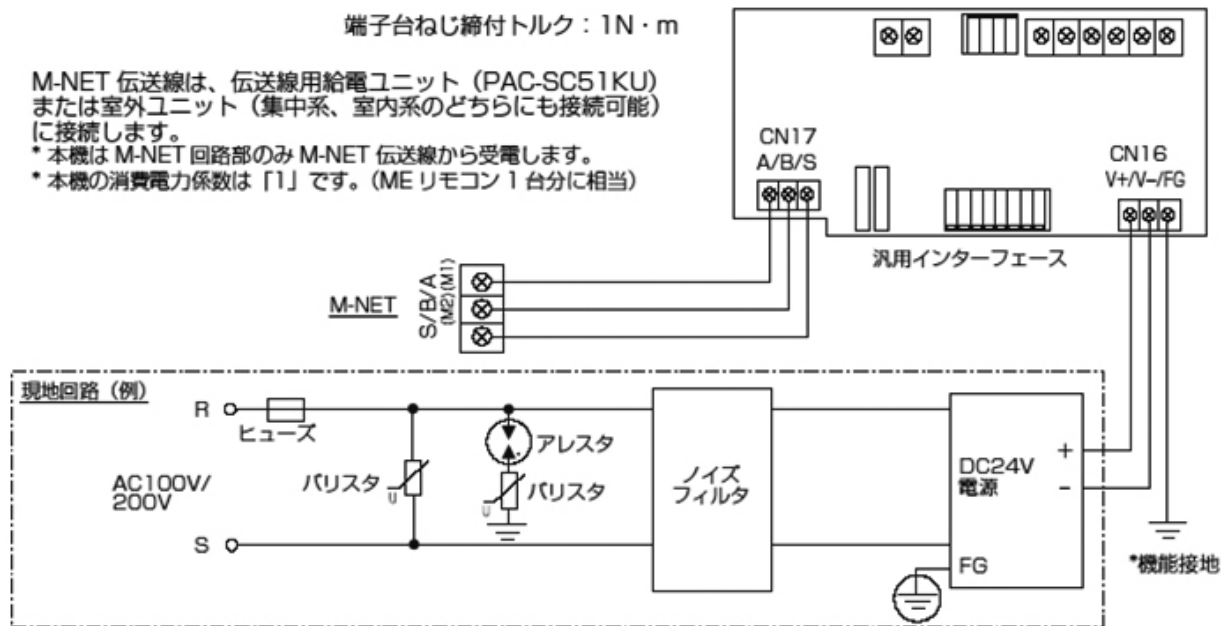 端子台ねじ締付トルク：1N・m
M-NET 伝送線は、伝送線用給電ユニット（PAC-SC51KU）
または室外ユニット（集中系、室内系のどちらにも接続可能）
に接続します。
* 本機は M-NET 回路部のみ M-NET 伝送線から受電します。
* 本機の消費電力係数は「1」です。（ME リモコン 1 台分に相当）
CN17
A/B/S
CN16
V+/V-/FG
汎用インターフェース
M-NET
S/B/A
(M2)(M1)
現地回路（例）
R
ヒューズ
アレスタ
AC100V/
200V
バリスタ
U
バリスタ
U
ノイズ
フィルタ
DC24V
電源
+
-
S
FG
*機能接地